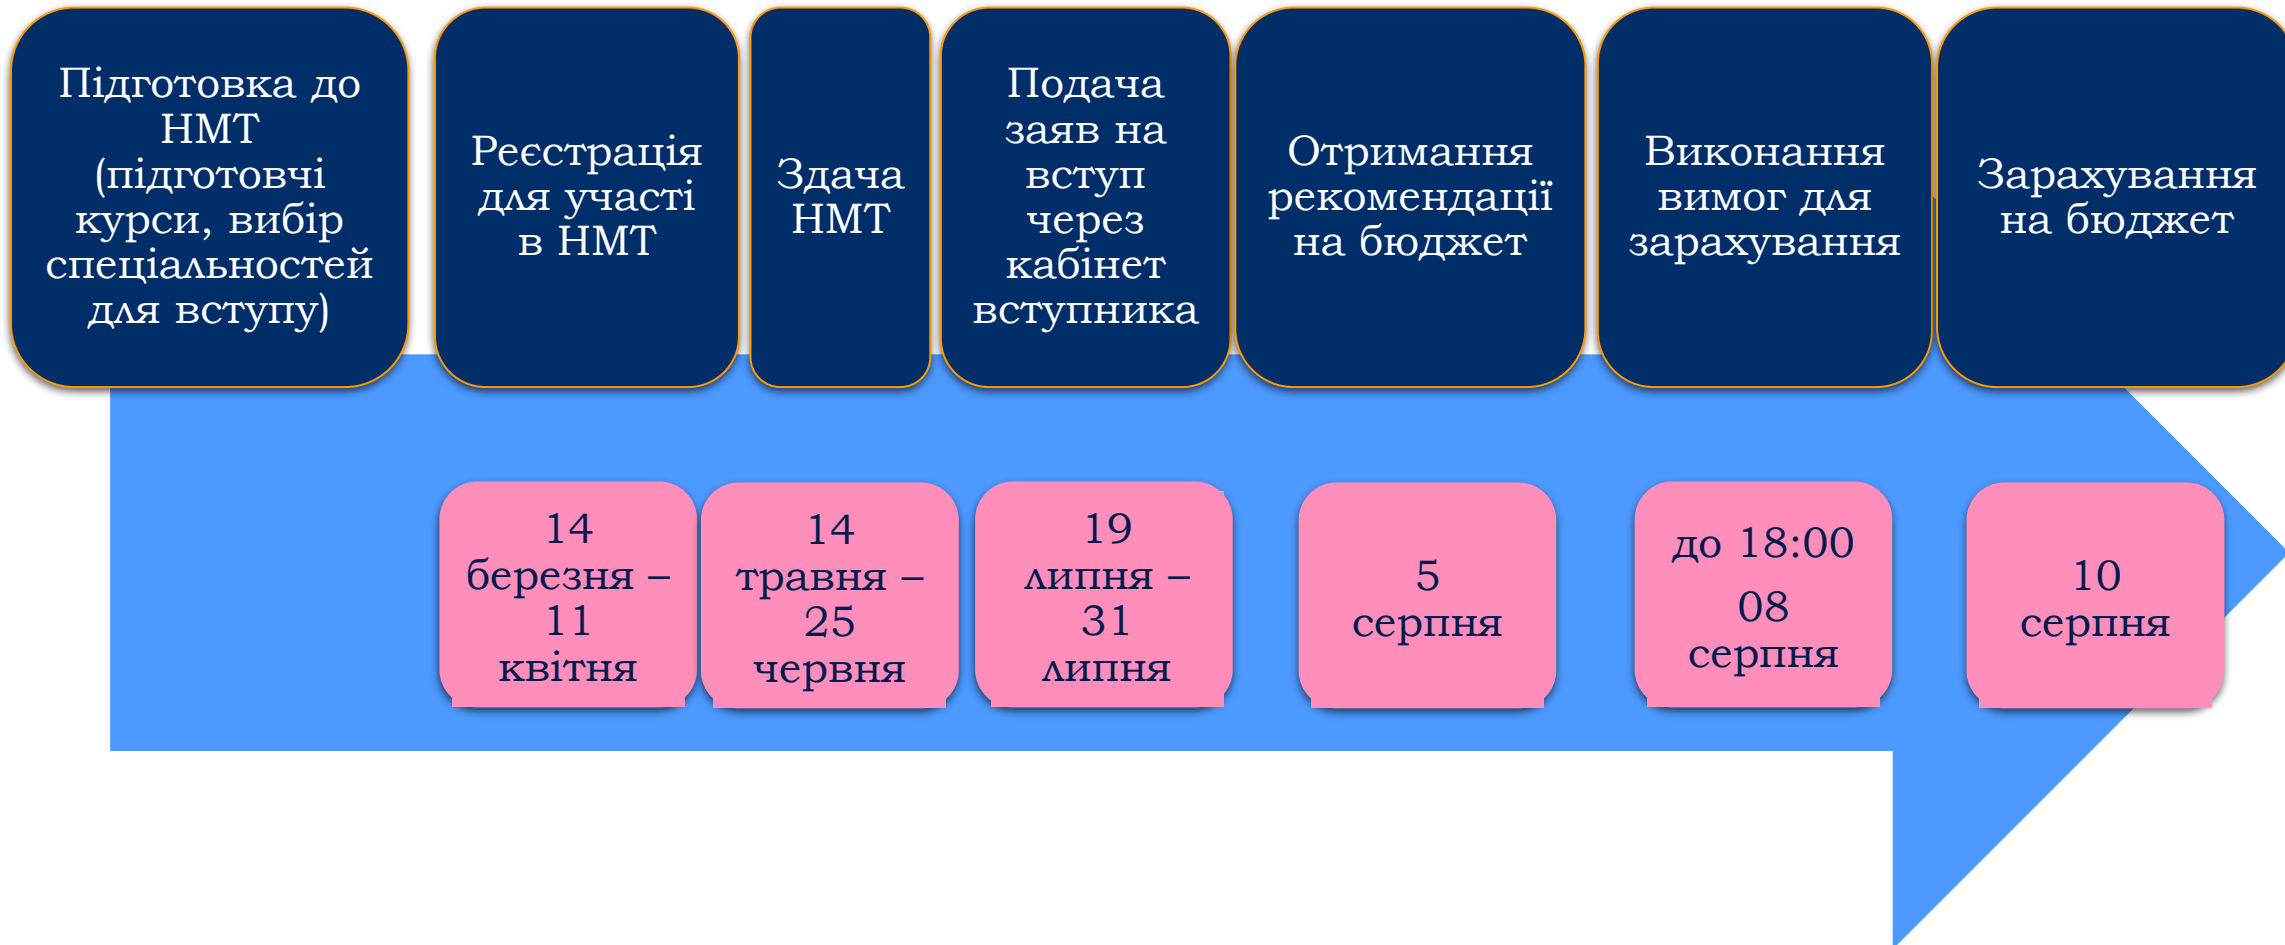 Підготовка до
НМТ
(підготовчі
курси, вибір
спеціальностей
для вступу)
Реєстрація
для участі
в НМТ
Здача
НМТ
Подача
заяв на
вступ
через
кабінет
вступника
Отримання
рекомендації
на бюджет
Виконання
вимог для
зарахування
Зарахування
на бюджет
14
березня –
11
квітня
14
травня –
25
червня
19
липня –
31
липня
5
серпня
до 18:00
08
серпня
10
серпня